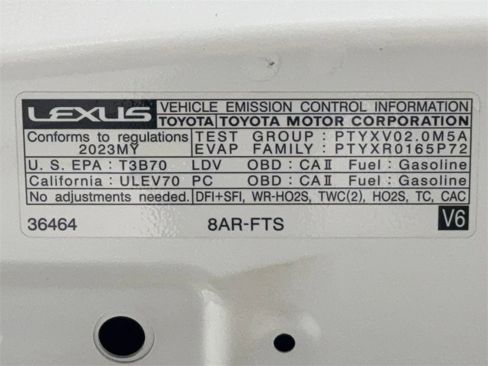 LEXUS VEHICLE EMISSION CONTROL INFORMATION
TOYOTA TOYOTA MOTOR CORPORATION
Conforms to regulations TEST GROUP : PTYXV02.0M5A
2023MY EVAP FAMILY : PTYXR0165P72
U. S. EPA : T3B70 LDV OBD : CAⅡ Fuel : Gasoline
California : ULEV70 PC OBD : CAⅡ Fuel : Gasoline
No adjustments needed. DFI+SFI, WR-HO2S, TWC(2), HO2S, TC, CAC
36464 8AR-FTS V6